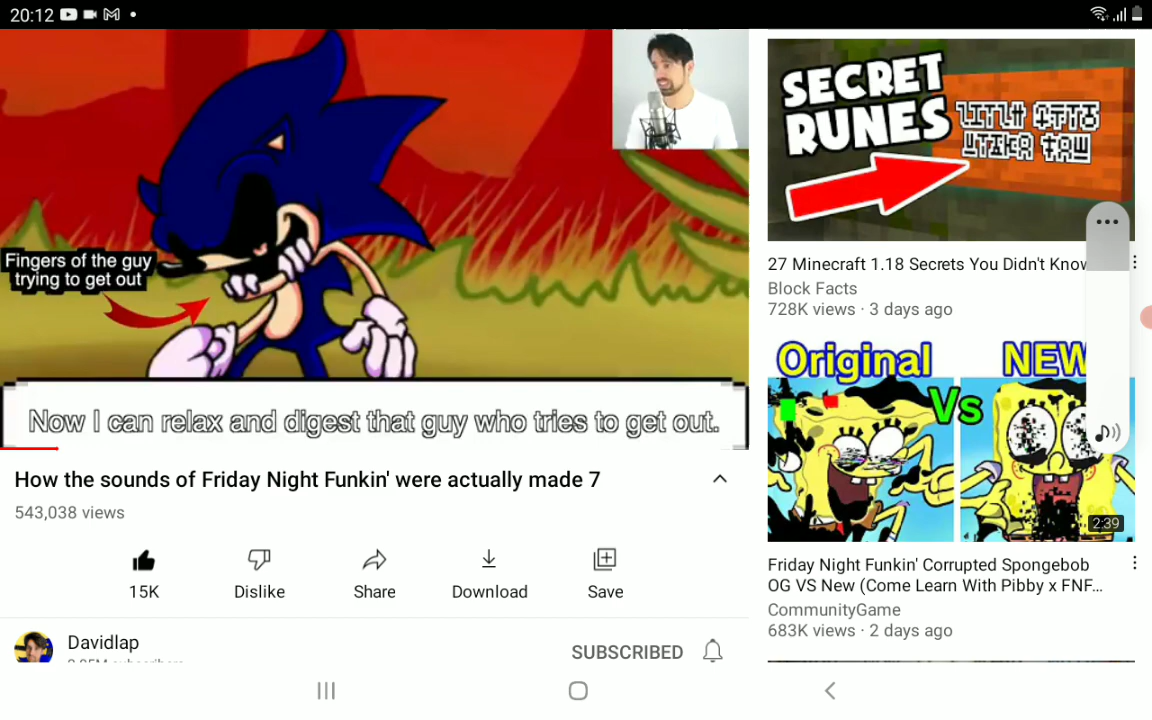 20:12
Fingers of the guy
trying to get out
Now I can relax and digest that guy who tries to get out.
How the sounds of Friday Night Funkin' were actually made 7
543,038 views
15K
Dislike
Share
Download
Save
Davidlap
SUBSCRIBED
SECRET
RUNES
27 Minecraft 1.18 Secrets You Didn't Know
Block Facts
728K views · 3 days ago
Original
Vs
NEW
2:39
Friday Night Funkin' Corrupted Spongebob
OG VS New (Come Learn With Pibby x FNF...
CommunityGame
683K views · 2 days ago